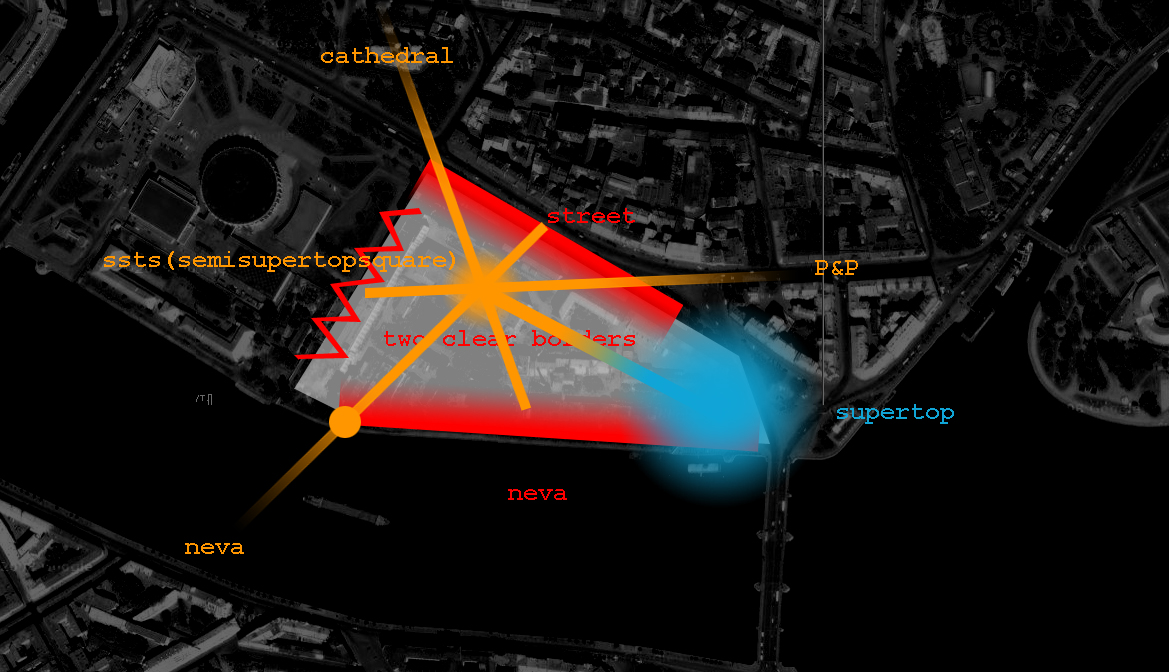 cathedral
street
ssts(semisupertopsquare)
P&P
two clear borders
supertop
neva
neva